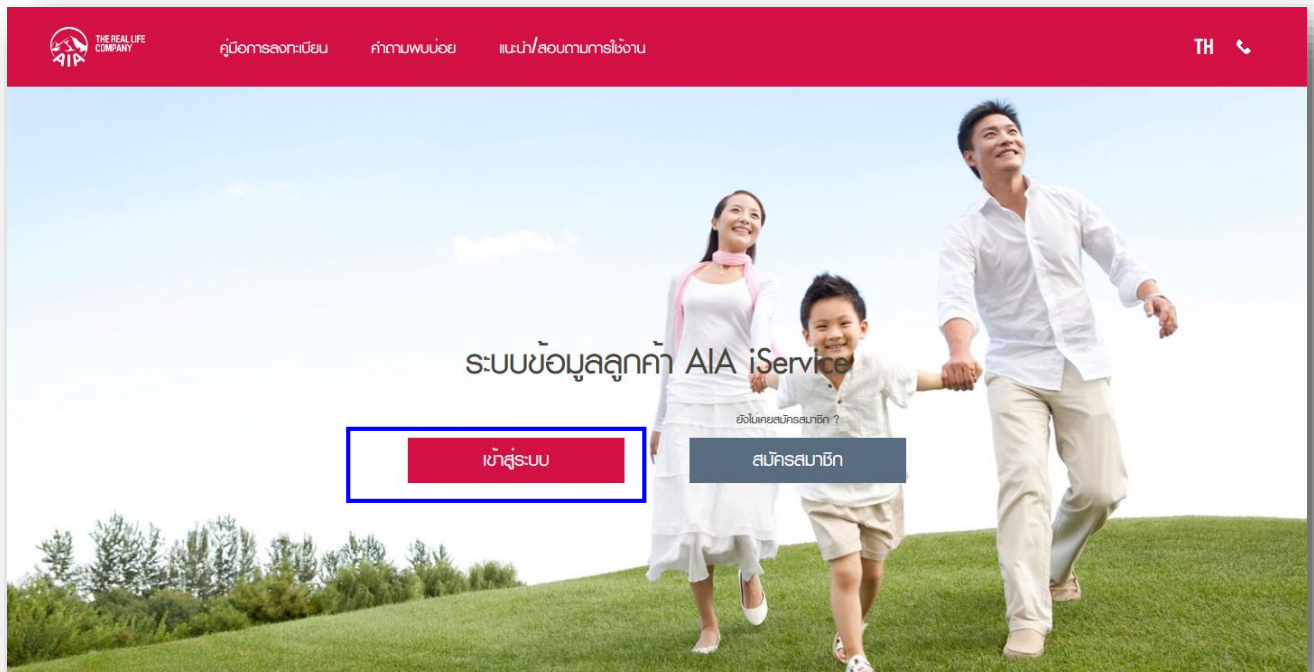 THE REAL LIFE
COMPANY
AIA
คู่มือการลงทะเบียน
คำถามพบบ่อย
แนะนำ/สอบถามการใช้งาน
TH
ระบบข้อมูลลูกค้า AIA iService
ยังไม่เคยสมัครสมาชิก ?
เข้าสู่ระบบ
สมัครสมาชิก